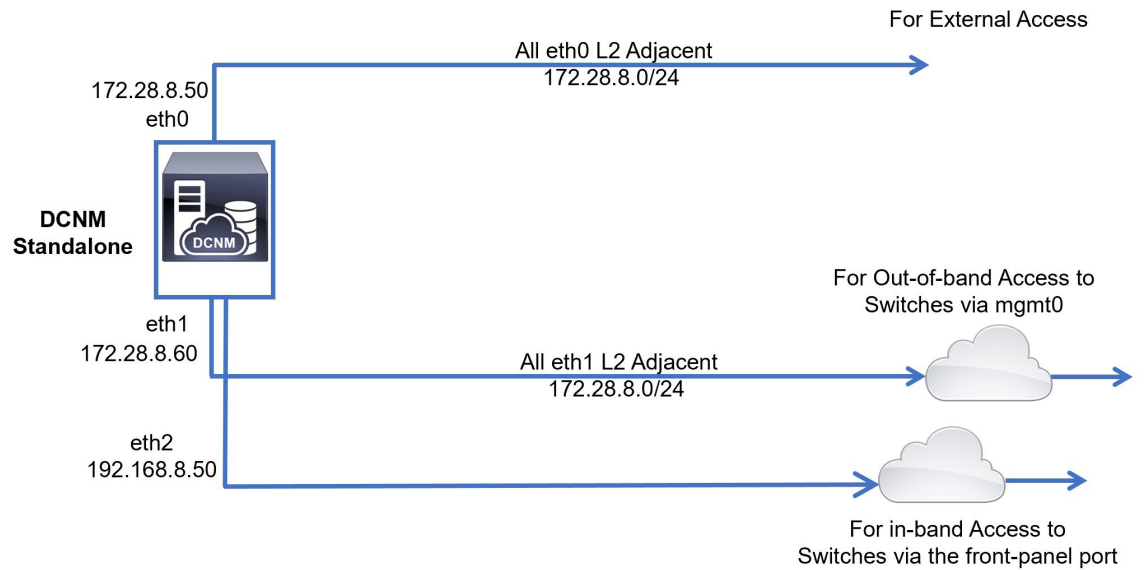 For External Access
All eth0 L2 Adjacent
172.28.8.0/24
172.28.8.50
eth0
DCNM
DCNM
Standalone
For Out-of-band Access to
Switches via mgmt0
eth1
172.28.8.60
All eth1 L2 Adjacent
172.28.8.0/24
eth2
192.168.8.50
For in-band Access to
Switches via the front-panel port